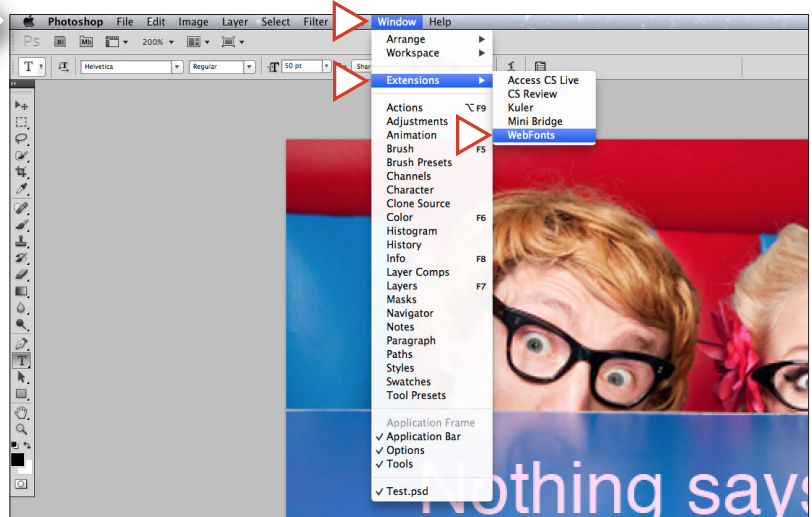 Photoshop File Edit Image Layer Select Filter Window Help
Ps Br Mb 200%
T T Helvetica Regular T 50 pt
Arrange
Workspace
Extensions
Access CS Live
CS Review
Kuler
Mini Bridge
WebFonts
Actions ⌥ F9
Adjustments
Animation
Brush F5
Brush Presets
Channels
Character
Clone Source
Color F6
Histogram
History
Info F8
Layer Comps
Layers F7
Masks
Navigator
Notes
Paragraph
Paths
Styles
Swatches
Tool Presets
Application Frame
✓ Application Bar
✓ Options
✓ Tools
✓ Test.psd
T
Nothing says